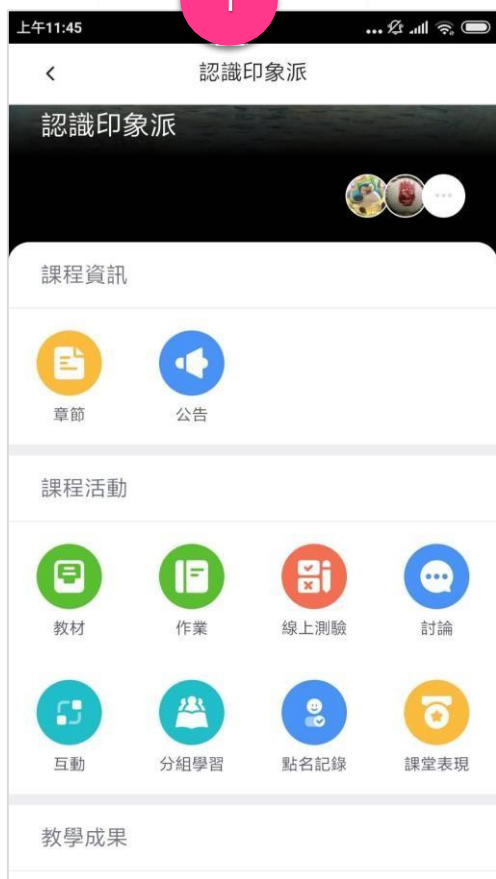 1
上午11:45
認識印象派
認識印象派
課程資訊
章節 公告
課程活動
教材 作業 線上測驗 討論
互動 分組學習 點名記錄 課堂表現
教學成果